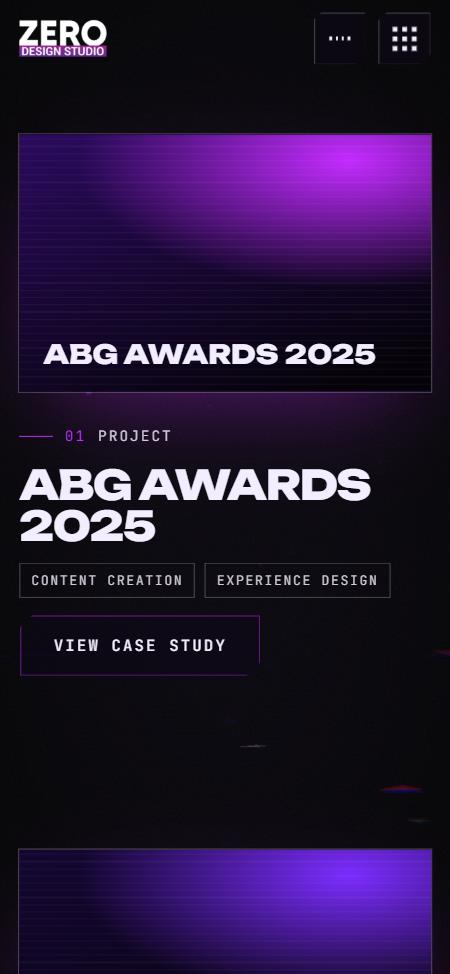 ZERO
DESIGN STUDIO
ABG AWARDS 2025
01 PROJECT
ABG AWARDS
2025
CONTENT CREATION EXPERIENCE DESIGN
VIEW CASE STUDY